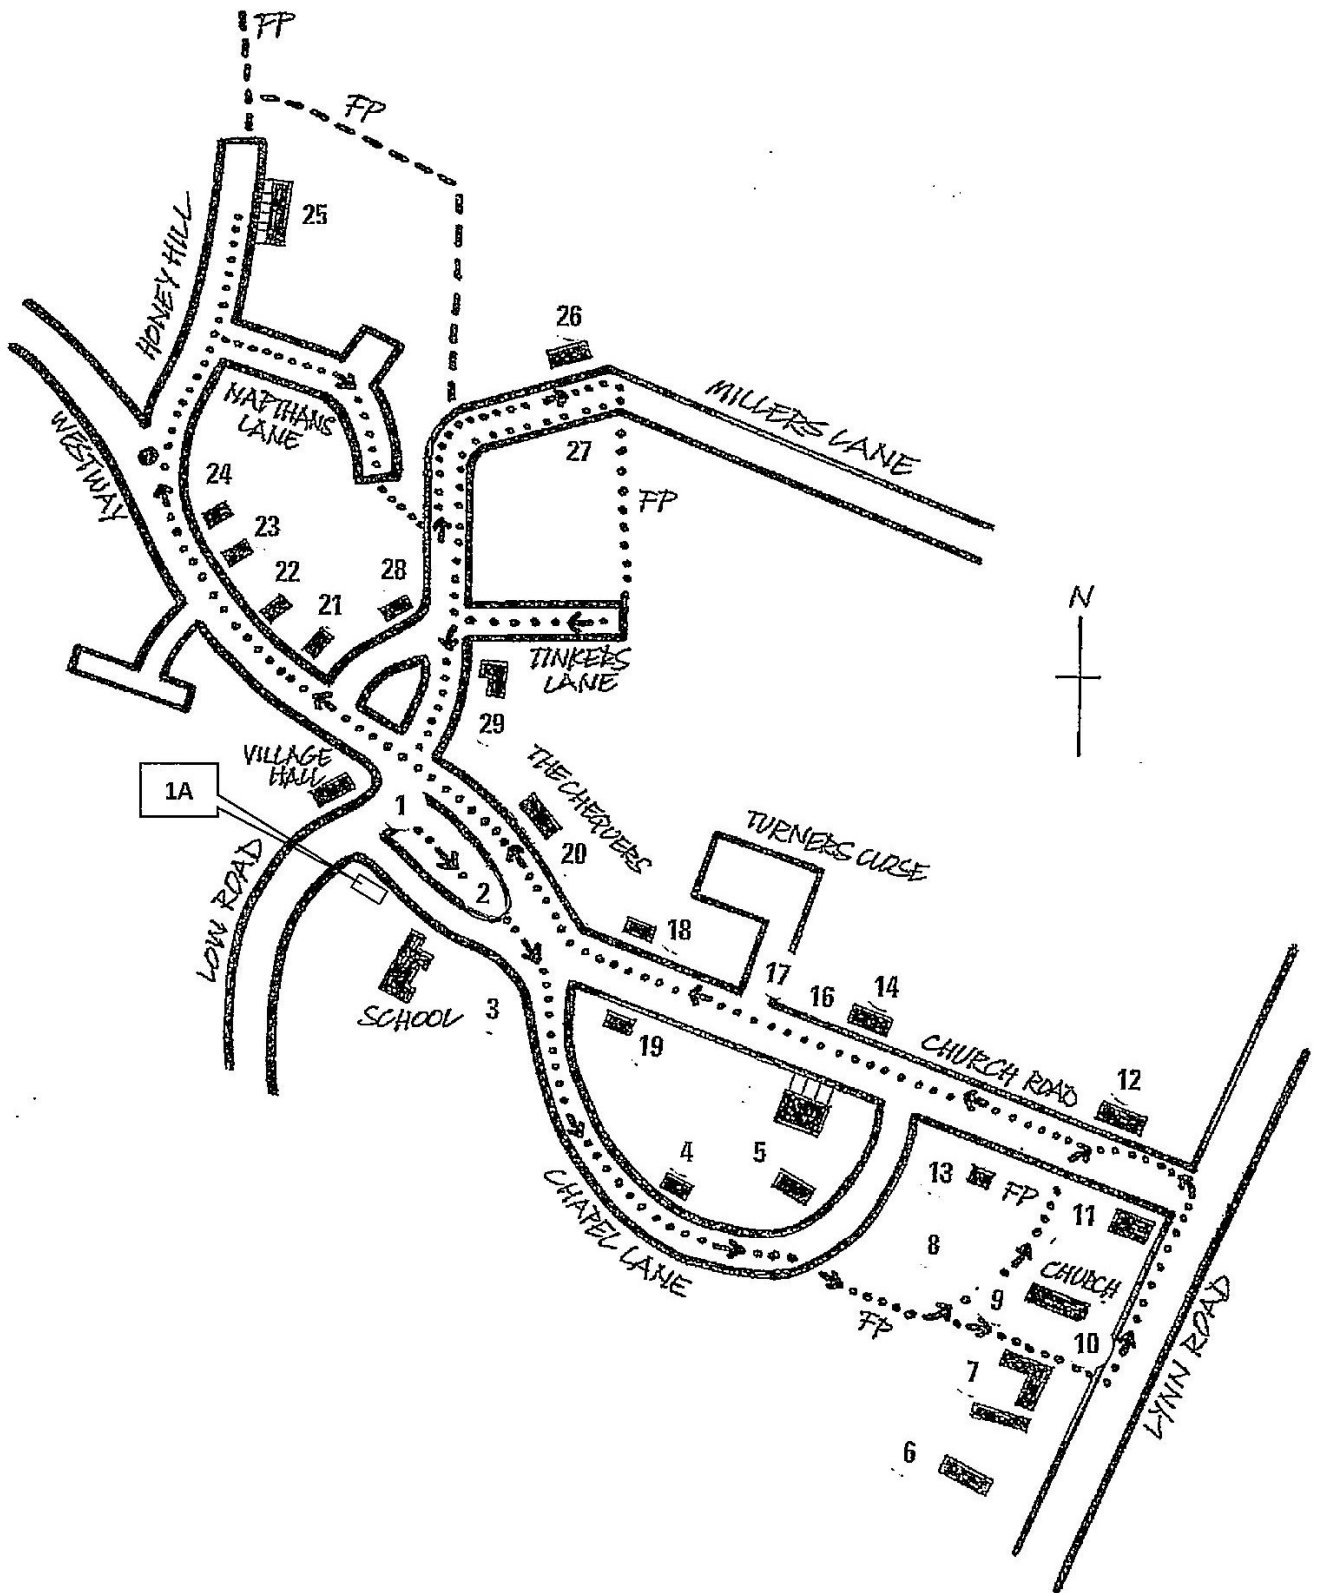 FP
FP
25
HONEY HILL
26
MILLERS LANE
NAPTHANS
LANE
WESTWAY
27
24
FP
23
22
28
21
N
TINKERS
LANE
29
VILLAGE
HALL
THE CHEQUERS
1A
1
TURNERS CLOSE
20
2
LOW ROAD
18
17
16
14
SCHOOL
3
19
CHURCH ROAD
12
4
5
13
FP
11
CHAPEL LANE
8
CHURCH
9
FP
10
LYNN ROAD
7
6